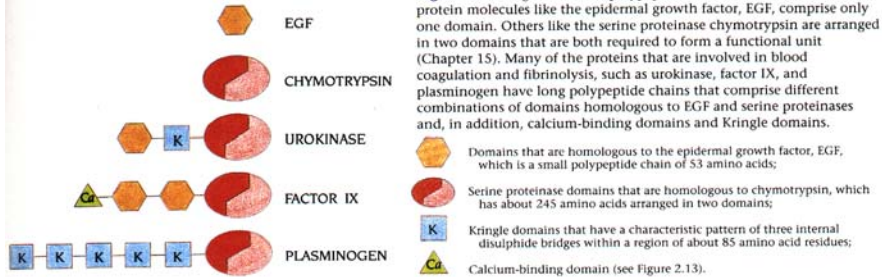 EGF
CHYMOTRYPSIN
K
UROKINASE
Ca
FACTOR IX
K K K K K
PLASMINOGEN
protein molecules like the epidermal growth factor, EGF, comprise only
one domain. Others like the serine proteinase chymotrypsin are arranged
in two domains that are both required to form a functional unit
(Chapter 15). Many of the proteins that are involved in blood
coagulation and fibrinolysis, such as urokinase, factor IX, and
plasminogen have long polypeptide chains that comprise different
combinations of domains homologous to EGF and serine proteinases
and, in addition, calcium-binding domains and Kringle domains.
Domains that are homologous to the epidermal growth factor, EGF,
which is a small polypeptide chain of 53 amino acids;
Serine proteinase domains that are homologous to chymotrypsin, which
has about 245 amino acids arranged in two domains;
K
Kringle domains that have a characteristic pattern of three internal
disulphide bridges within a region of about 85 amino acid residues;
Ca
Calcium-binding domain (see Figure 2.13).